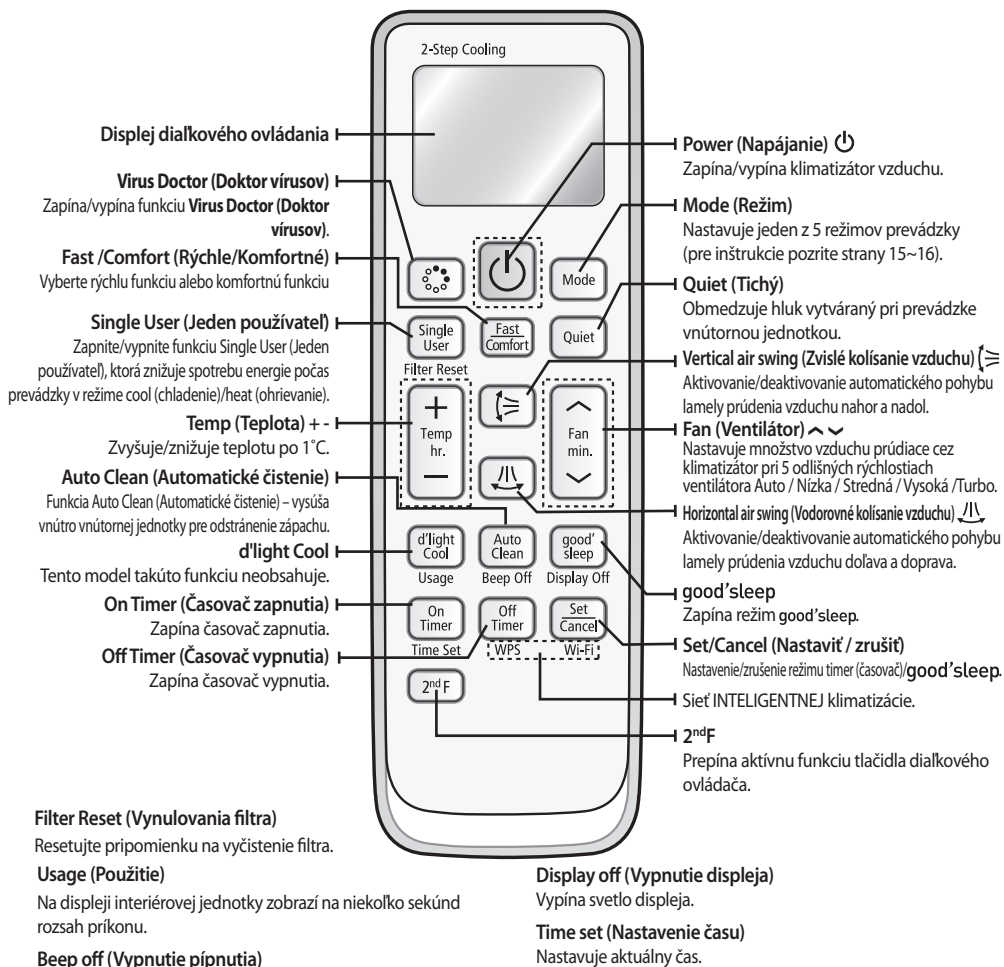 2-Step Cooling
Displej diaľkového ovládania
Virus Doctor (Doktor vírusov)
Zapína/vypína funkciu Virus Doctor (Doktor
vírusov).
Fast /Comfort (Rýchle/Komfortné)
Vyberte rýchlu funkciu alebo komfortnú funkciu
Single User (Jeden používateľ)
Zapnite/vypnite funkciu Single User (Jeden
používateľ), ktorá znižuje spotrebu energie počas
prevádzky v režime cool (chladenie)/heat (ohrievanie).
Temp (Teplota) + -
Zvyšuje/znižuje teplotu po 1˚C.
Auto Clean (Automatické čistenie)
Funkcia Auto Clean (Automatické čistenie) – vysúša
vnútro vnútornej jednotky pre odstránenie zápachu.
d'light Cool
Tento model takúto funkciu neobsahuje.
On Timer (Časovač zapnutia)
Zapína časovač zapnutia.
Off Timer (Časovač vypnutia)
Zapína časovač vypnutia.
Mode
Single
User
Fast
Comfort
Quiet
Filter Reset
+
Temp
hr.
—
Fan
min.
d'light
Cool
Auto
Clean
good'
sleep
Usage
Beep Off
Display Off
On
Timer
Off
Timer
Set
Cancel
Time Set
WPS
Wi-Fi
2nd F
Power (Napájanie)
Zapína/vypína klimatizátor vzduchu.
Mode (Režim)
Nastavuje jeden z 5 režimov prevádzky
(pre inštrukcie pozrite strany 15~16).
Quiet (Tichý)
Obmedzuje hluk vytváraný pri prevádzke
vnútornou jednotkou.
Vertical air swing (Zvislé kolísanie vzduchu)
Aktivovanie/deaktivovanie automatického pohybu
lamely prúdenia vzduchu nahor a nadol.
Fan (Ventilátor)
Nastavuje množstvo vzduchu prúdiace cez
klimatizátor pri 5 odlišných rýchlostiach
ventilátora Auto / Nízka / Stredná / Vysoká /Turbo.
Horizontal air swing (Vodorovné kolísanie vzduchu)
Aktivovanie/deaktivovanie automatického pohybu
lamely prúdenia vzduchu doľava a doprava.
good'sleep
Zapína režim good'sleep.
Set/Cancel (Nastaviť / zrušiť)
Nastavenie/zrušenie režimu timer (časovač)/good'sleep.
Sieť INTELIGENTNEJ klimatizácie.
2ndF
Prepína aktívnu funkciu tlačidla diaľkového
ovládača.
Filter Reset (Vynulovania filtra)
Resetujte pripomienku na vyčistenie filtra.
Usage (Použitie)
Na displeji interiérovej jednotky zobrazí na niekoľko sekúnd
rozsah príkonu.
Beep off (Vypnutie pípnutia)
Display off (Vypnutie displeja)
Vypína svetlo displeja.
Time set (Nastavenie času)
Nastavuje aktuálny čas.